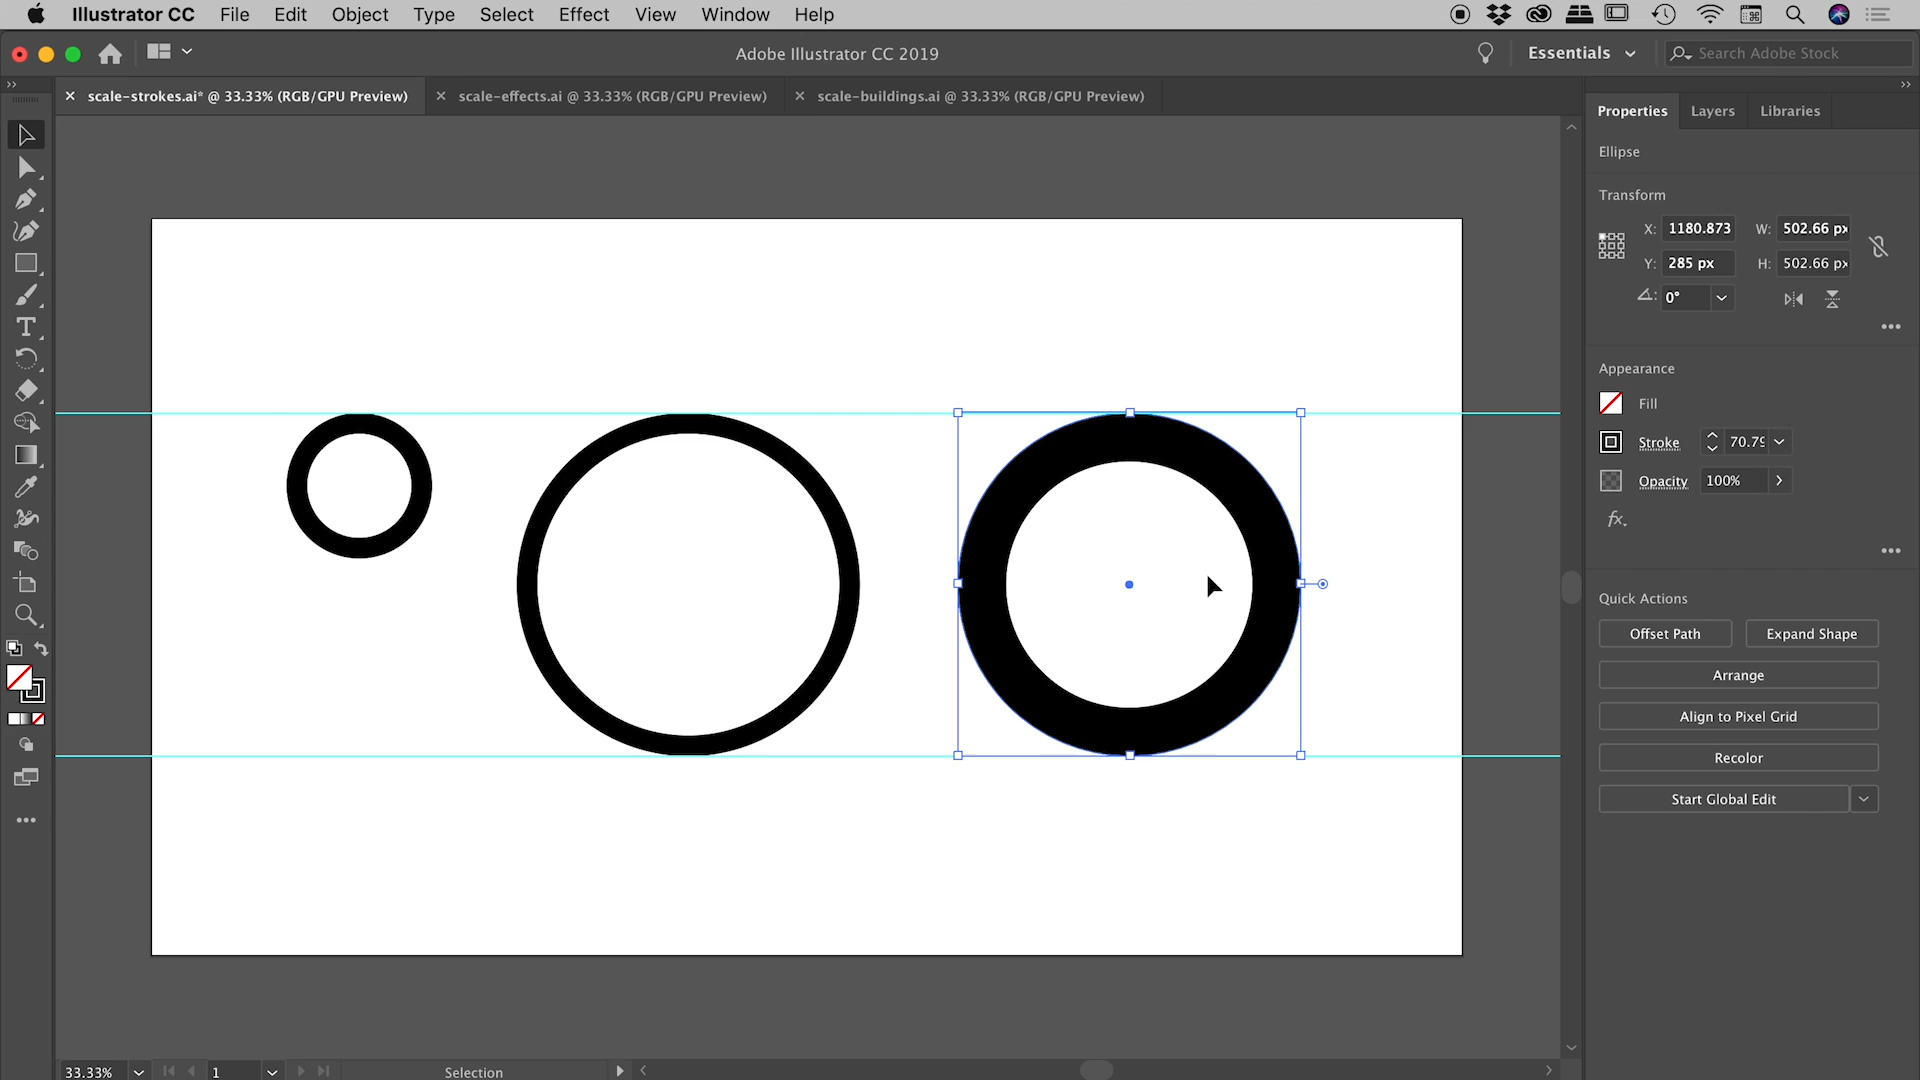 Illustrator CC File Edit Object Type Select Effect View Window Help
Adobe Illustrator CC 2019
Essentials
Search Adobe Stock
scale-strokes.ai* @ 33.33% (RGB/GPU Preview)
scale-effects.ai @ 33.33% (RGB/GPU Preview)
scale-buildings.ai @ 33.33% (RGB/GPU Preview)
Properties Layers Libraries
Ellipse
Transform
X: 1180.873 W: 502.66 px
Y: 285 px H: 502.66 px
0°
Appearance
Fill
Stroke 70.79
Opacity 100%
fx
Quick Actions
Offset Path Expand Shape
Arrange
Align to Pixel Grid
Recolor
Start Global Edit
33.33% 1 Selection